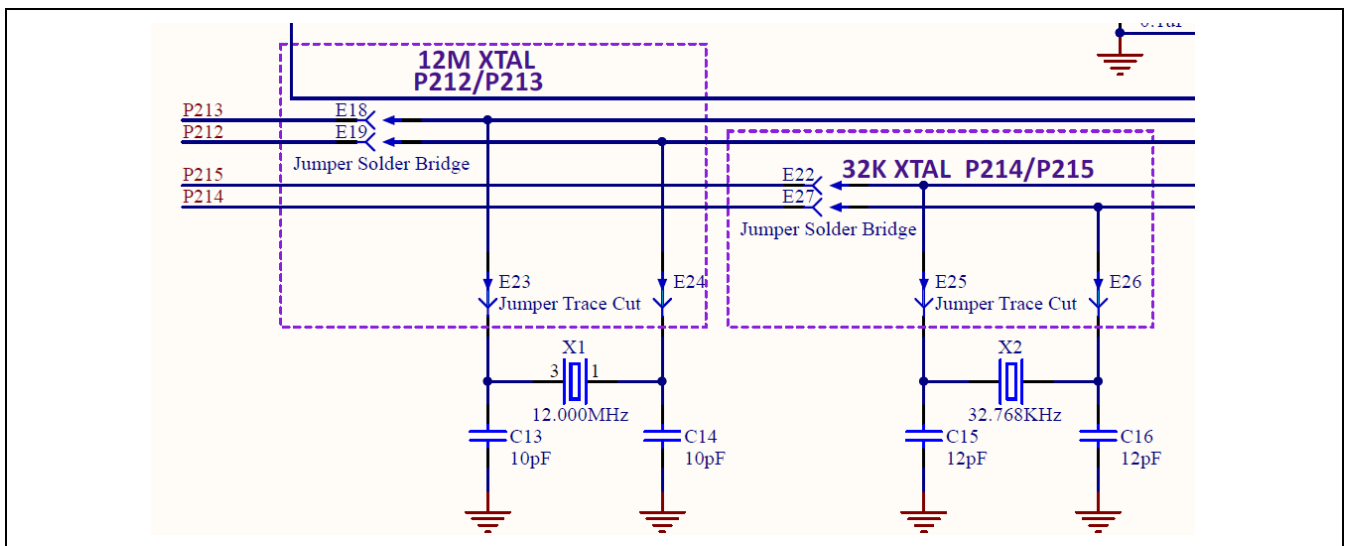 12M XTAL
P212/P213
P213
E18
P212
E19
Jumper Solder Bridge
P215
E22
32K XTAL P214/P215
P214
E27
Jumper Solder Bridge
E23
E24
Jumper Trace Cut
E25
E26
Jumper Trace Cut
X1
3
1
12.000MHz
X2
32.768KHz
C13
10pF
C14
10pF
C15
12pF
C16
12pF